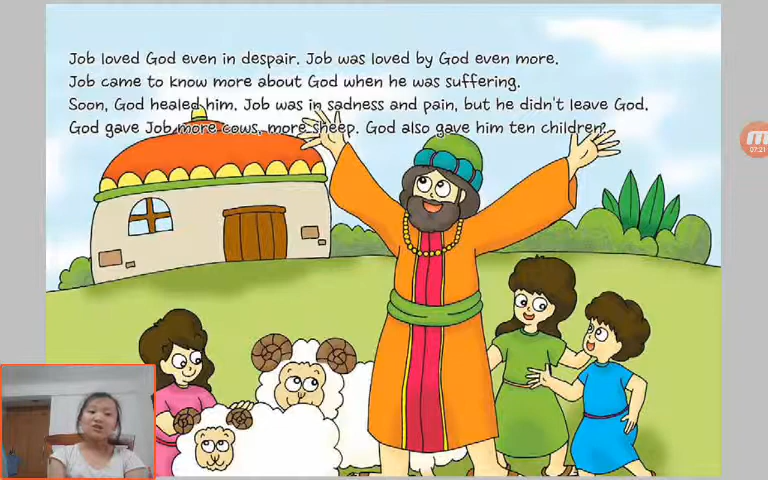 Job loved God even in despair. Job was loved by God even more.
Job came to know more about God when he was suffering.
Soon, God healed him. Job was in sadness and pain, but he didn't leave God.
God gave Job more cows, more sheep. God also gave him ten children.
07:21